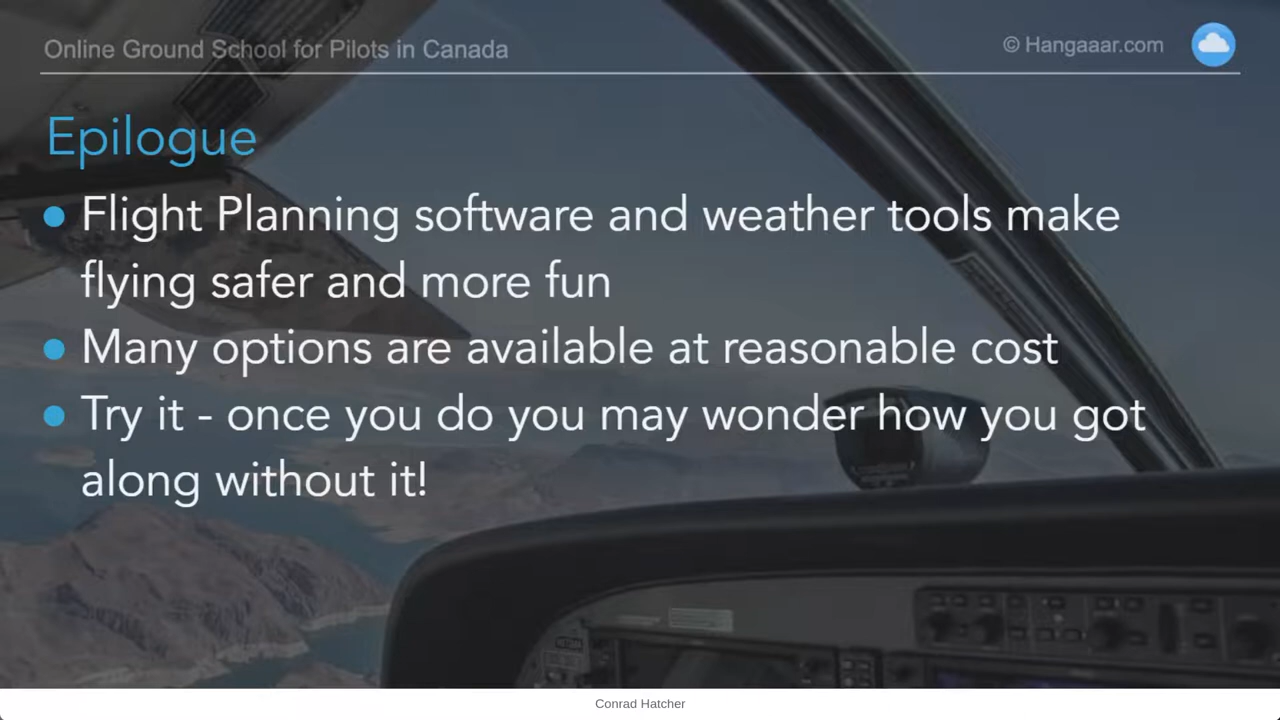 Online Ground School for Pilots in Canada
© Hangaaar.com
Epilogue
Flight Planning software and weather tools make
flying safer and more fun
Many options are available at reasonable cost
Try it - once you do you may wonder how you got
along without it!
Conrad Hatcher